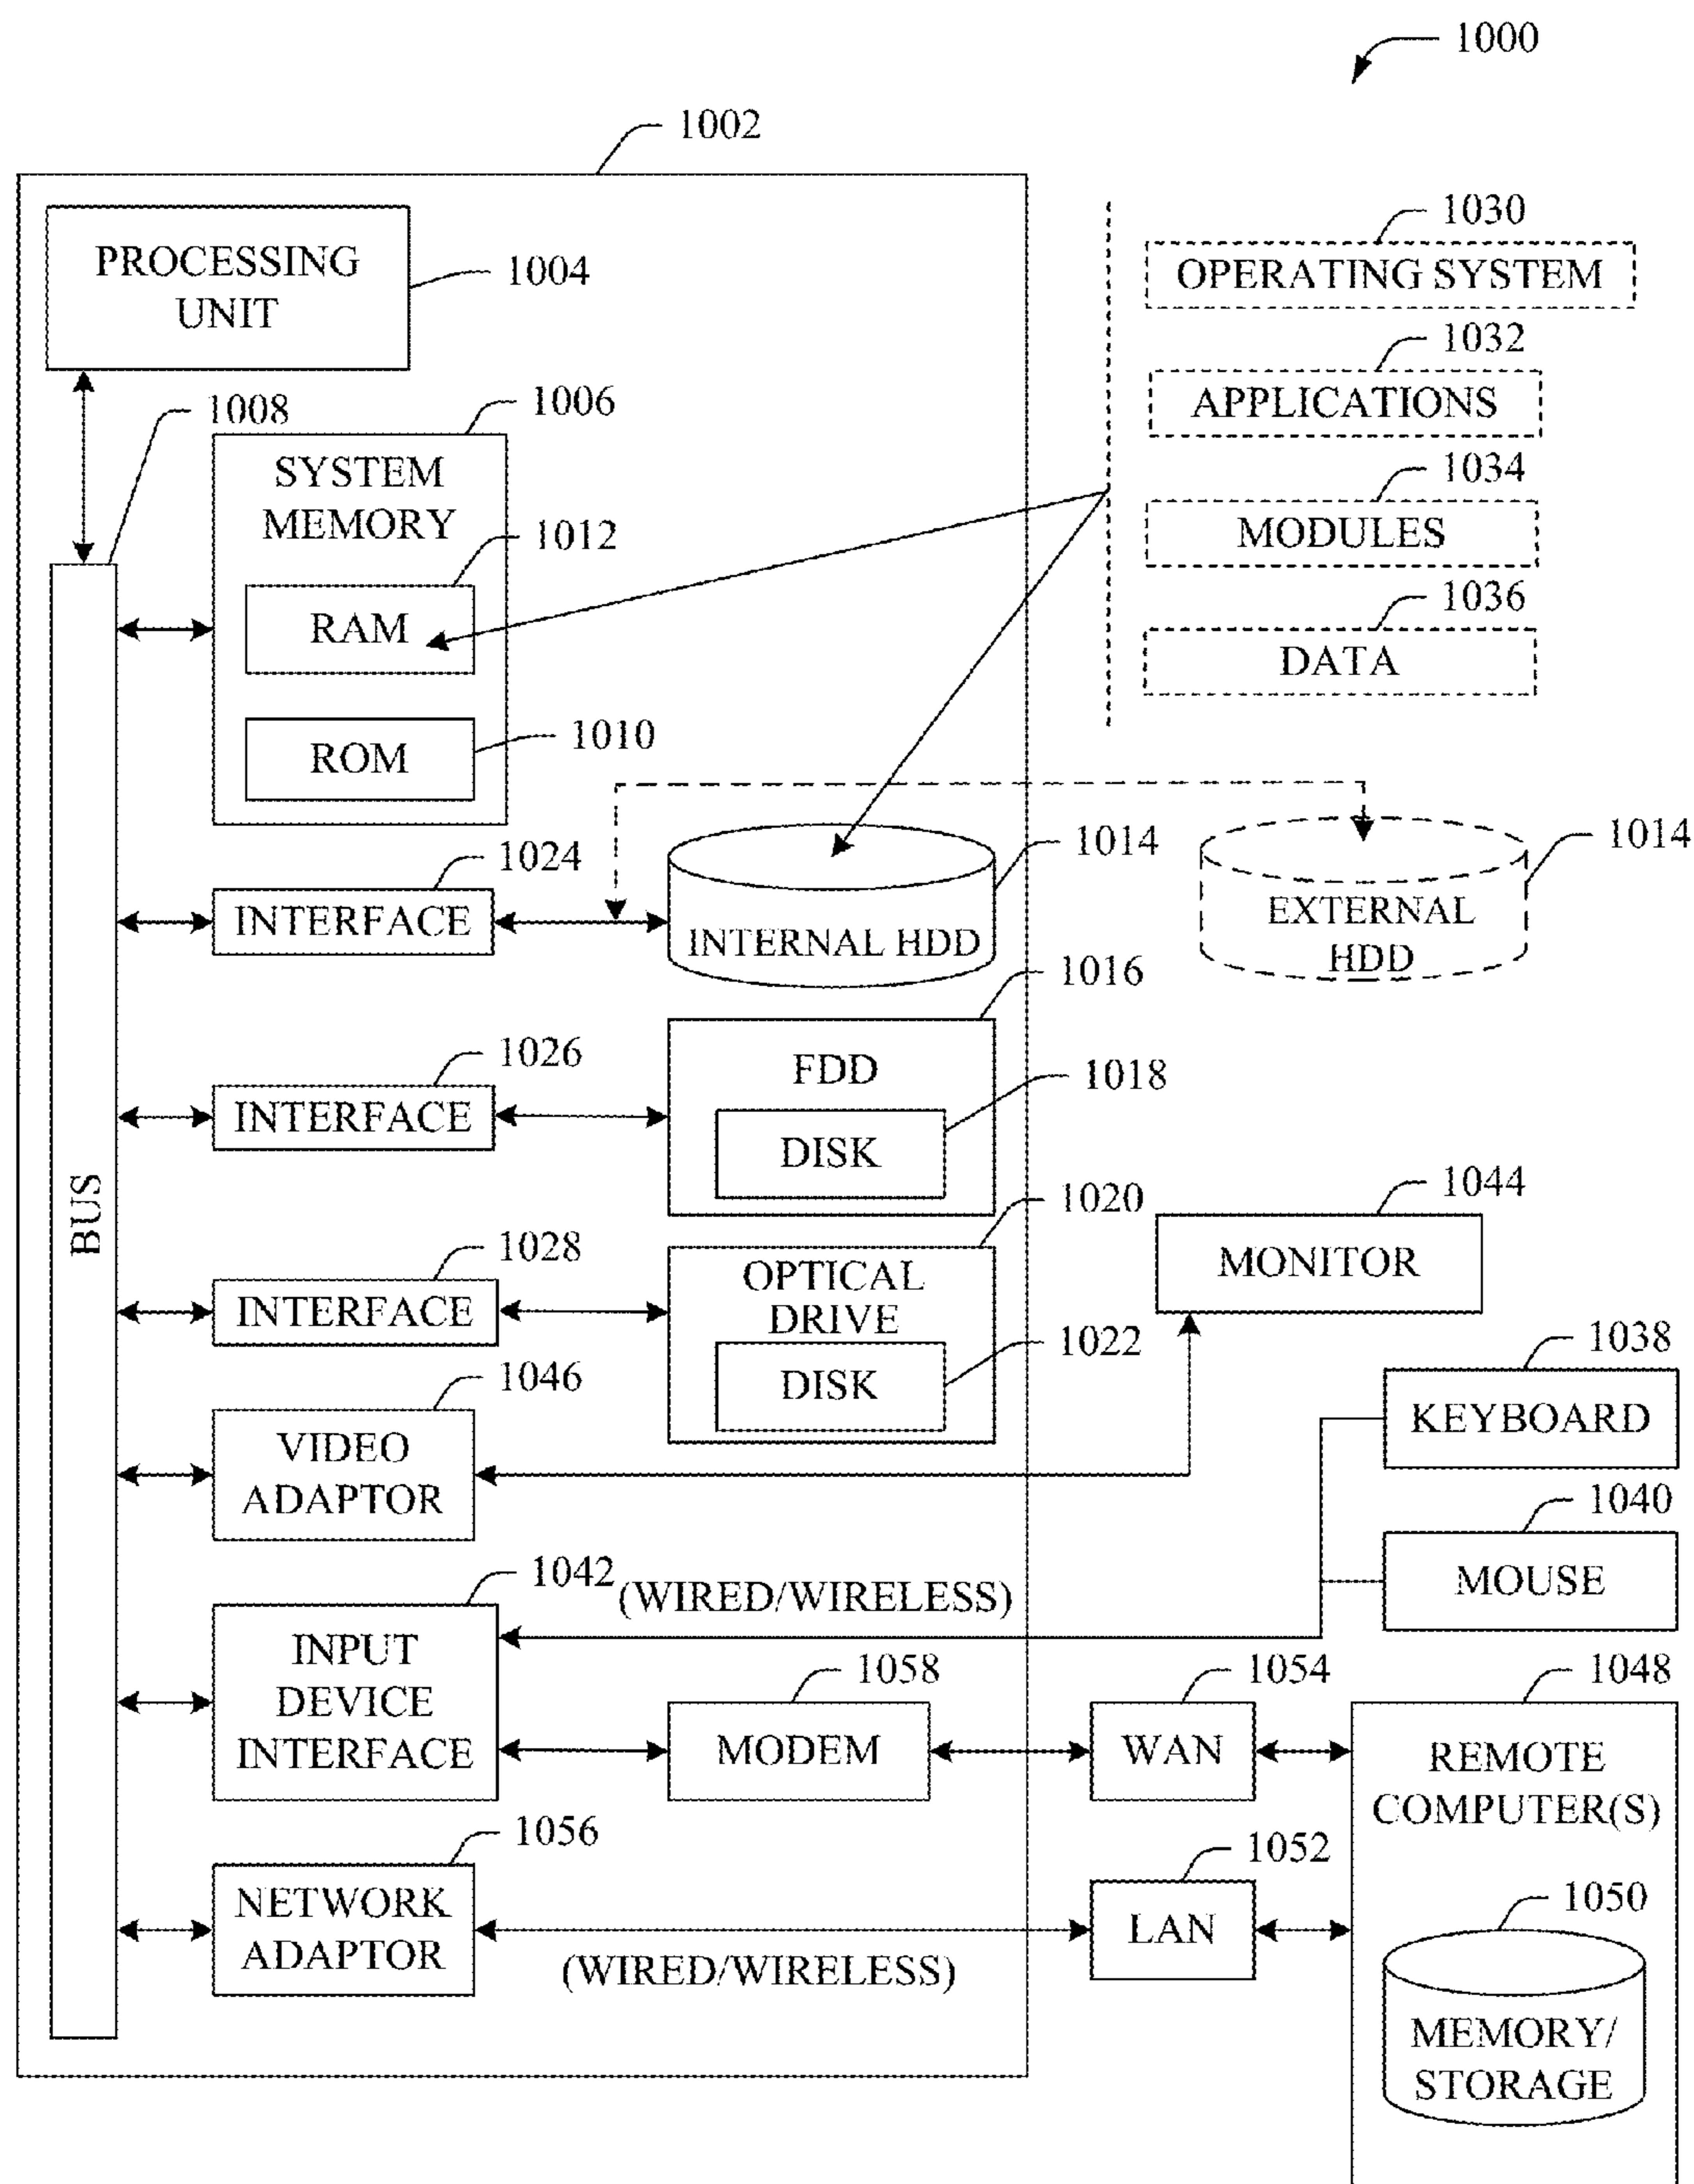 1000
1002
PROCESSING
UNIT
1004
1008
1006
SYSTEM
MEMORY
1012
RAM
1010
ROM
1030
OPERATING SYSTEM
1032
APPLICATIONS
1034
MODULES
1036
DATA
1024
INTERFACE
1014
INTERNAL HDD
1014
EXTERNAL
HDD
1016
1026
INTERFACE
FDD
1018
DISK
BUS
1020
1028
INTERFACE
OPTICAL
DRIVE
1022
DISK
1044
MONITOR
1046
VIDEO
ADAPTOR
1038
KEYBOARD
1040
MOUSE
1042
(WIRED/WIRELESS)
INPUT
DEVICE
INTERFACE
1058
MODEM
1054
WAN
1048
REMOTE
COMPUTER(S)
1056
NETWORK
ADAPTOR
(WIRED/WIRELESS)
1052
LAN
1050
MEMORY/
STORAGE